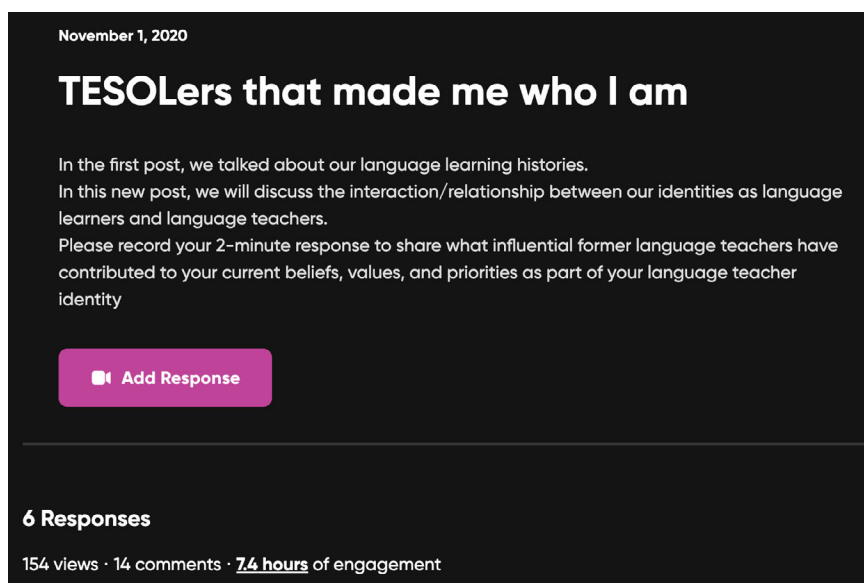 November 1, 2020
TESOLers that made me who I am
In the first post, we talked about our language learning histories.
In this new post, we will discuss the interaction/relationship between our identities as language
learners and language teachers.
Please record your 2-minute response to share what influential former language teachers have
contributed to your current beliefs, values, and priorities as part of your language teacher
identity
Add Response
6 Responses
154 views · 14 comments · 7.4 hours of engagement